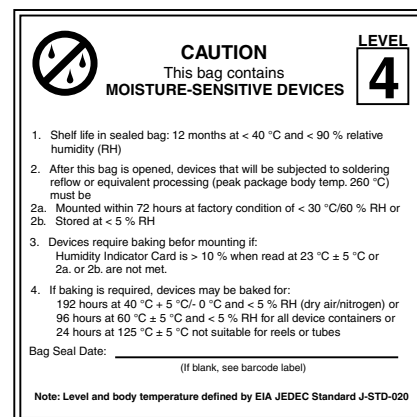 CAUTION
This bag contains
MOISTURE-SENSITIVE DEVICES
LEVEL
4
1. Shelf life in sealed bag: 12 months at < 40 °C and < 90 % relative
humidity (RH)
2. After this bag is opened, devices that will be subjected to soldering
reflow or equivalent processing (peak package body temp. 260 °C)
must be
2a. Mounted within 72 hours at factory condition of < 30 °C/60 % RH or
2b. Stored at < 5 % RH
3. Devices require baking befor mounting if:
Humidity Indicator Card is > 10 % when read at 23 °C ± 5 °C or
2a. or 2b. are not met.
4. If baking is required, devices may be baked for:
192 hours at 40 °C + 5 °C/- 0 °C and < 5 % RH (dry air/nitrogen) or
96 hours at 60 °C ± 5 °C and < 5 % RH for all device containers or
24 hours at 125 °C ± 5 °C not suitable for reels or tubes
Bag Seal Date:
(If blank, see barcode label)
Note: Level and body temperature defined by EIA JEDEC Standard J-STD-020